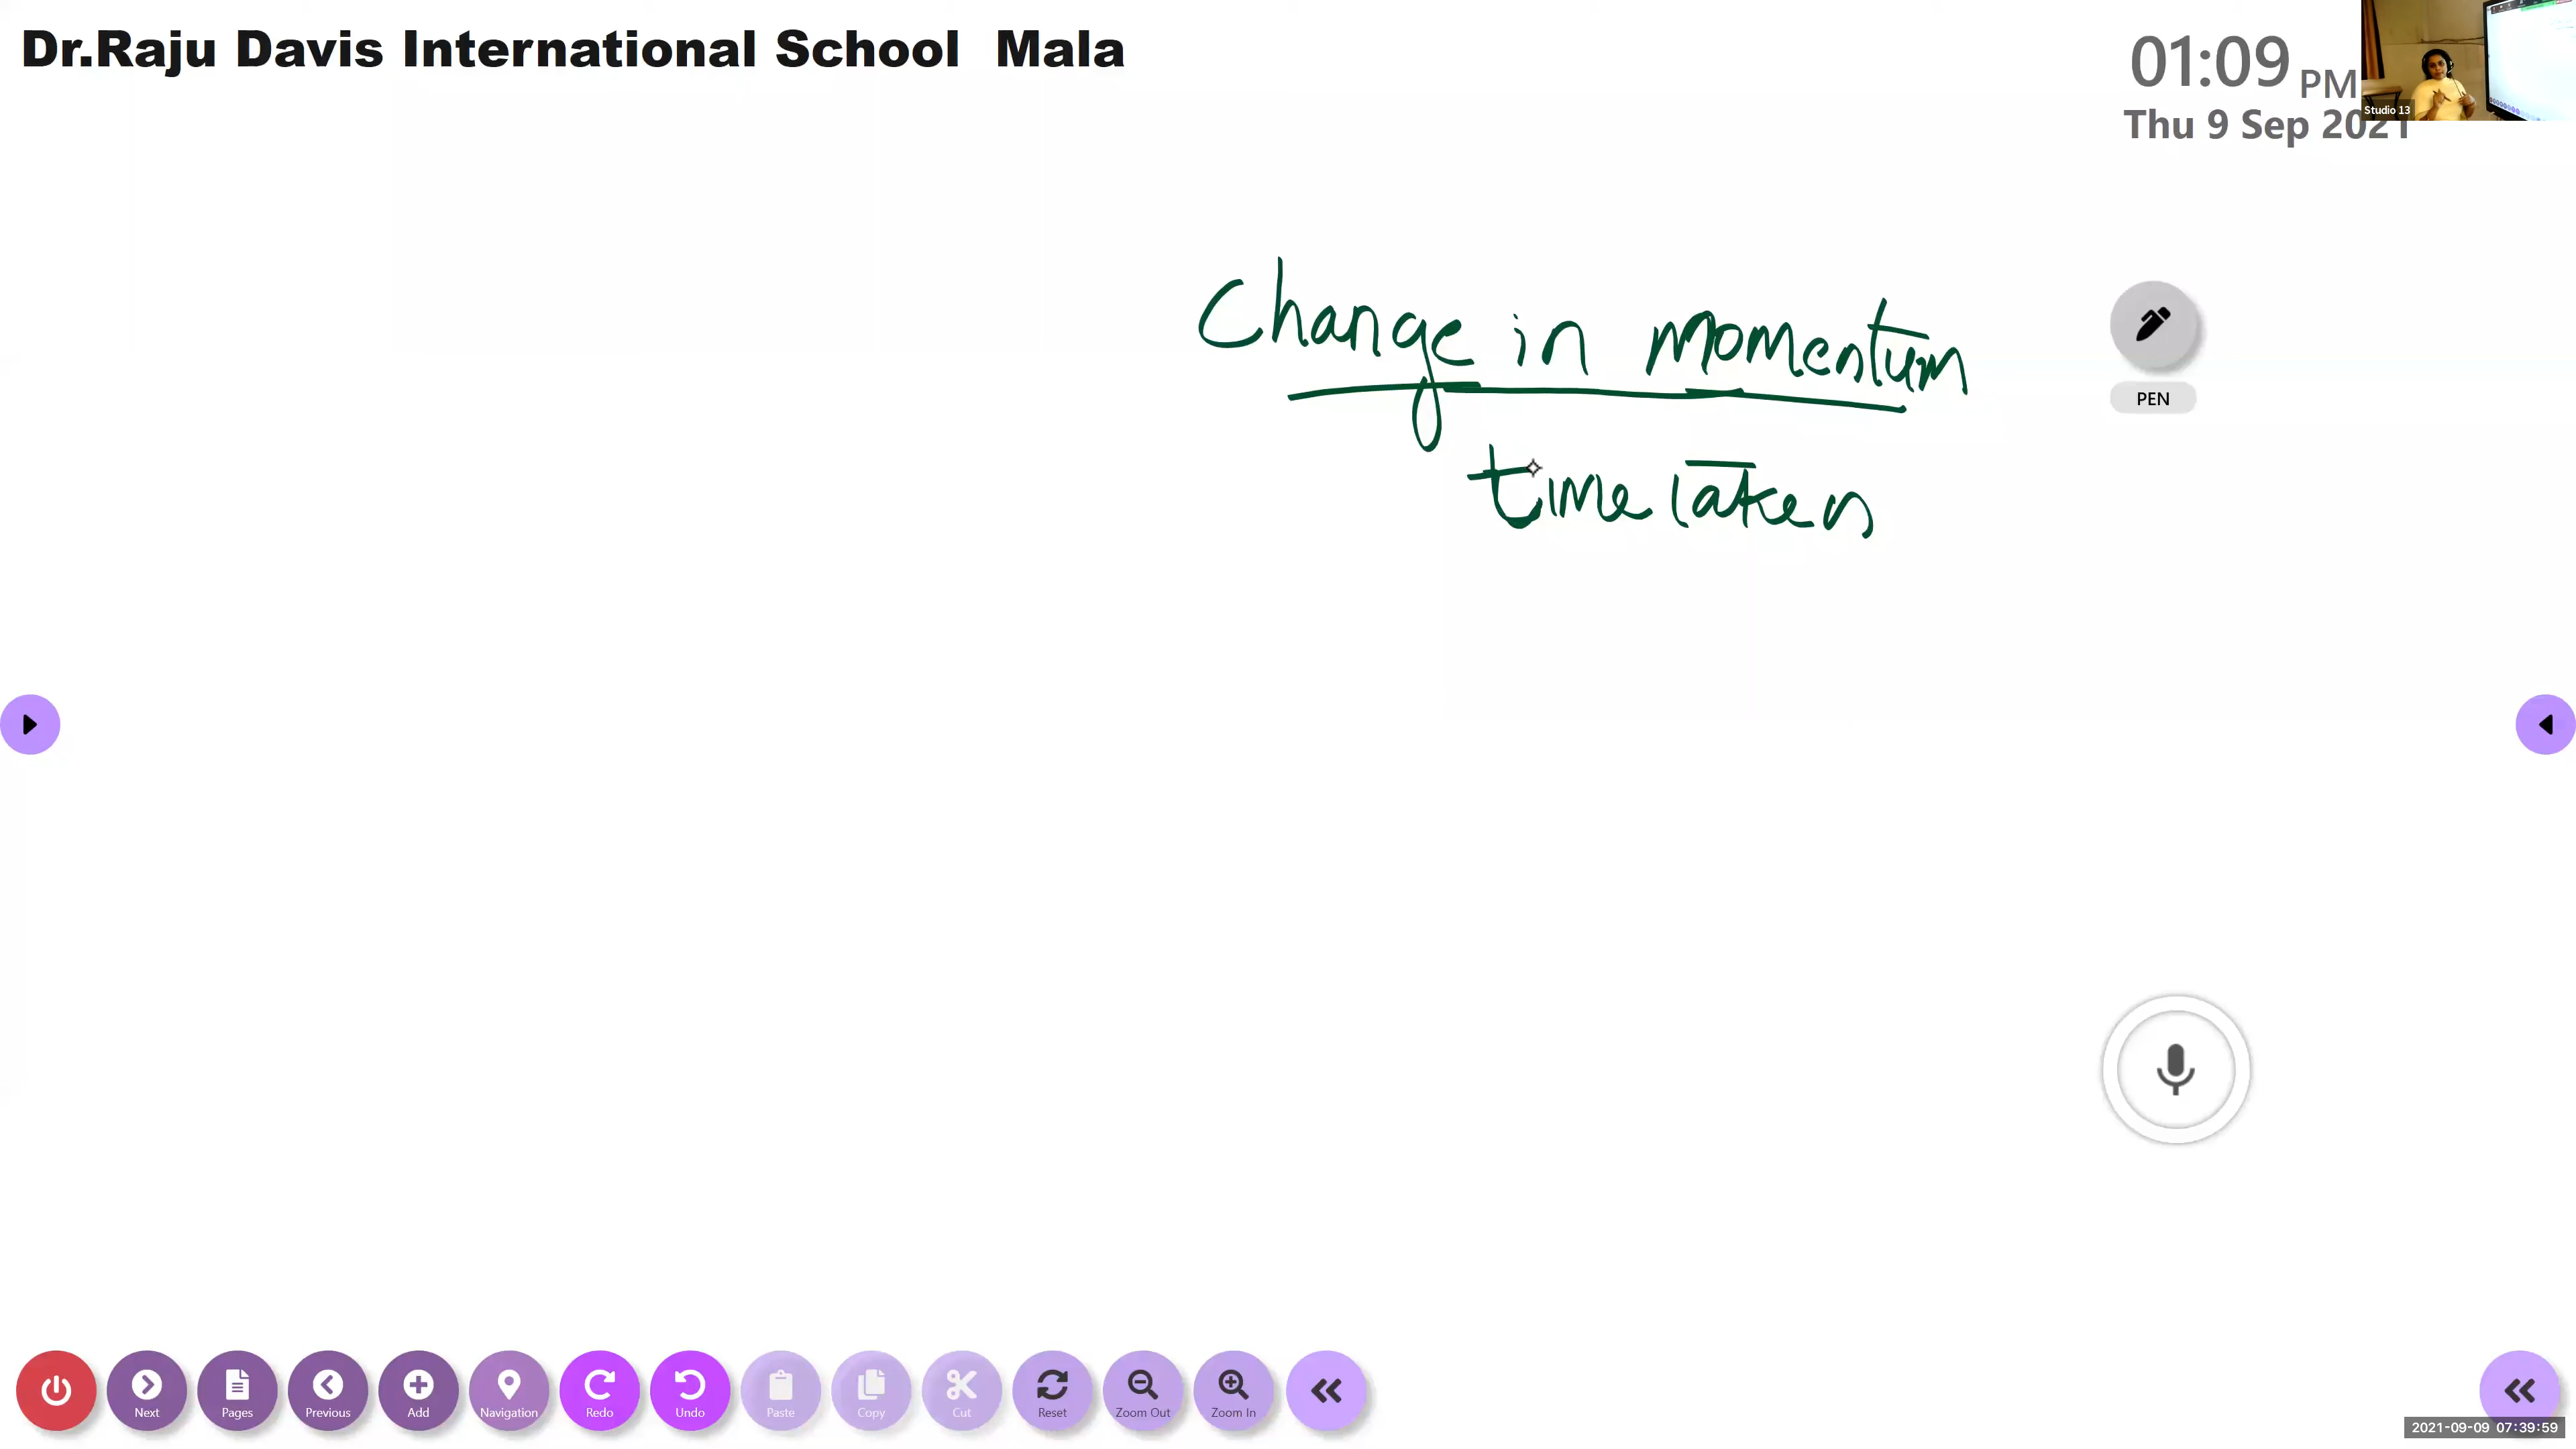 Dr.Raju Davis International School Mala
01:09 PM
Studio 13
Thu 9 Sep 2021
Change in momentum
time taken
PEN
Next Pages Previous Add Navigation Redo Undo Paste Copy Cut Reset Zoom Out Zoom In
2021-09-09 07:39:59